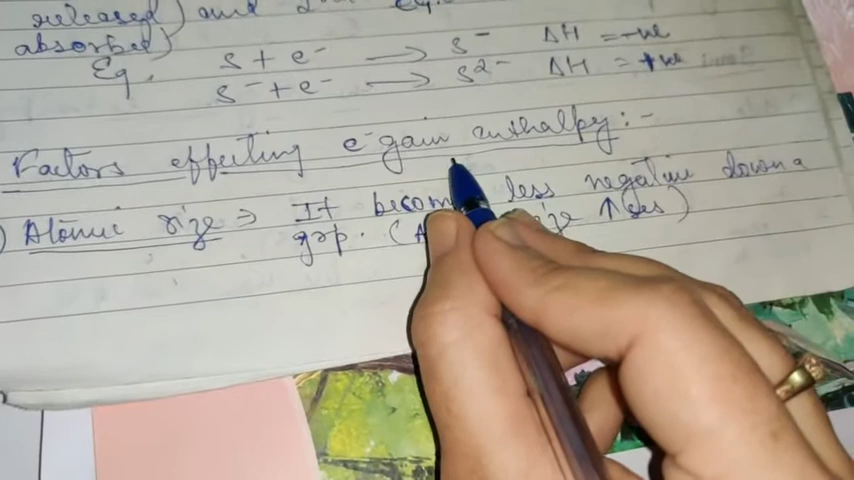 released) and
absorbed)
Eg. S + e⁻ → S⁻ ΔH = -ve
S⁻ + e⁻ → S²⁻ ΔH = +ve
Factors effecting e⁻gain enthalpy:-
) Atomic size ⇒ It becom less negative down a
grp. ( size ↑ses)